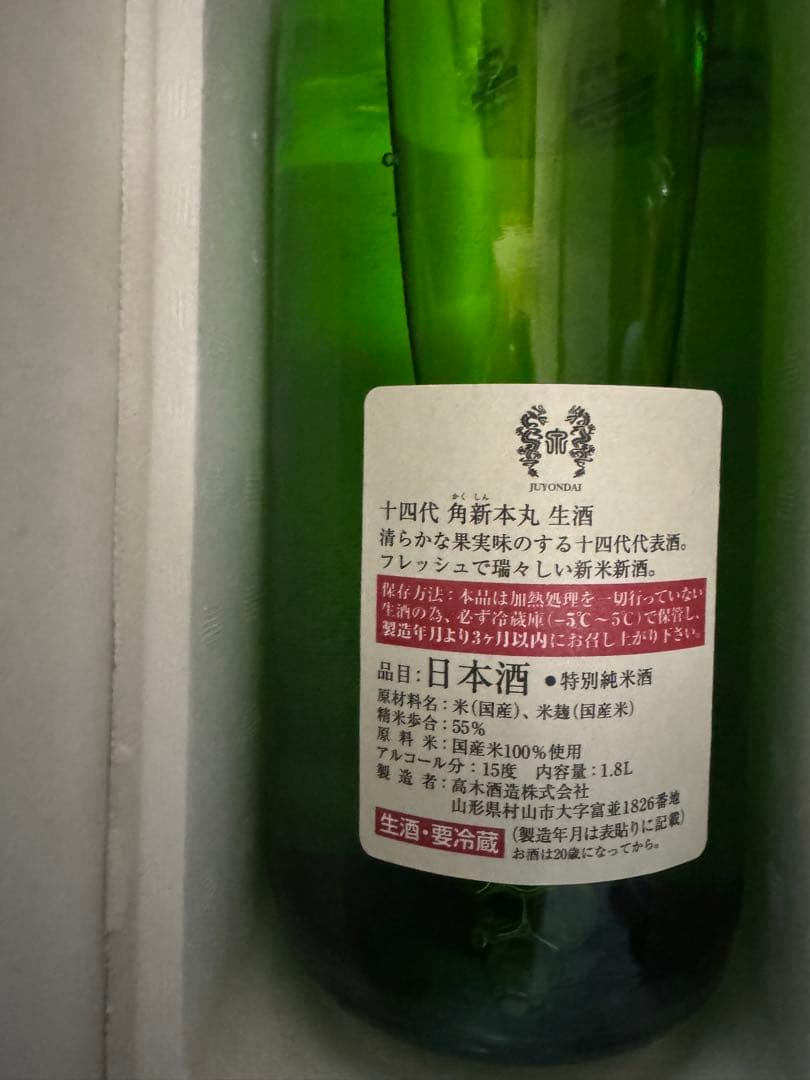 JUYONDAI
かくしん
十四代 角新本丸 生酒
清らかな果実味のする十四代代表酒。
フレッシュで瑞々しい新米新酒。
保存方法：本品は加熱処理を一切行っていない
生酒の為、必ず冷蔵庫(−5℃〜5℃)で保管し、
製造年月より3ヶ月以内にお召し上がり下さい。
品目：日本酒 ●特別純米酒
原材料名：米(国産)、米麹(国産米)
精米歩合：55%
原料米：国産米100%使用
アルコール分：15度 内容量：1.8L
製造者：高木酒造株式会社
山形県村山市大字富並1826番地
生酒・要冷蔵 (製造年月は表貼りに記載)
お酒は20歳になってから。